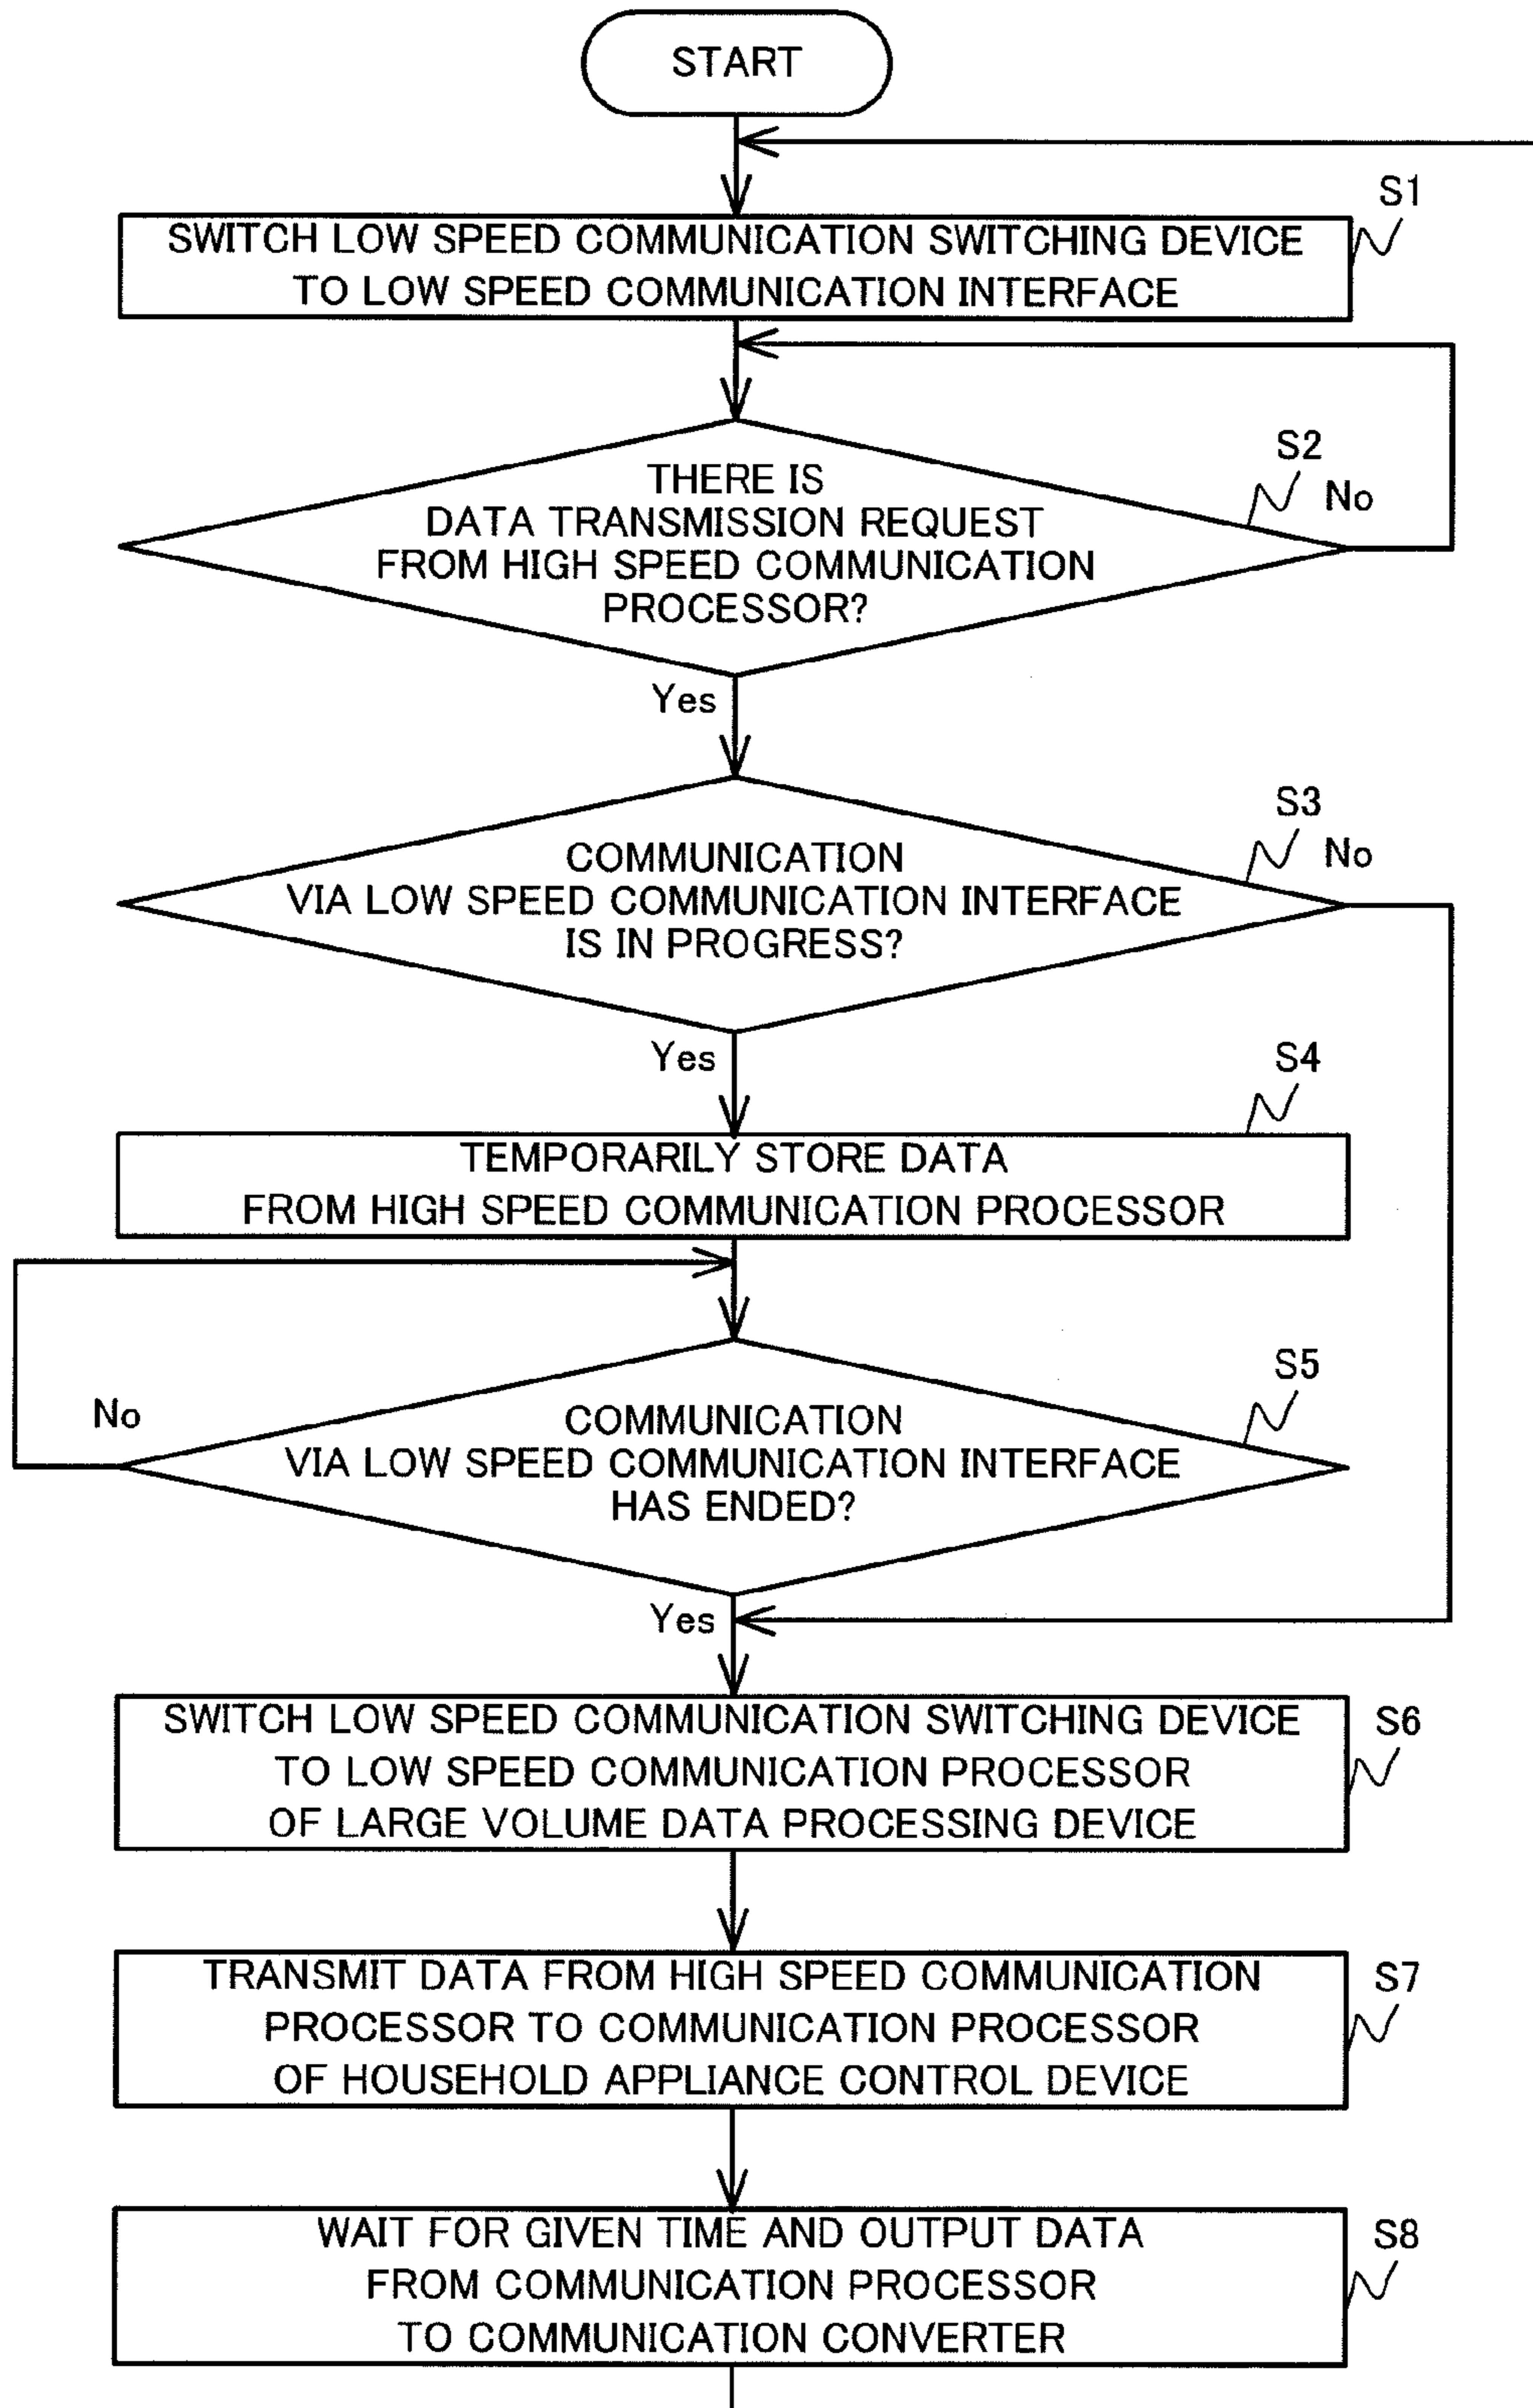 START
S1
SWITCH LOW SPEED COMMUNICATION SWITCHING DEVICE
TO LOW SPEED COMMUNICATION INTERFACE
S2
No
THERE IS
DATA TRANSMISSION REQUEST
FROM HIGH SPEED COMMUNICATION
PROCESSOR?
Yes
S3
No
COMMUNICATION
VIA LOW SPEED COMMUNICATION INTERFACE
IS IN PROGRESS?
Yes
S4
TEMPORARILY STORE DATA
FROM HIGH SPEED COMMUNICATION PROCESSOR
S5
No
COMMUNICATION
VIA LOW SPEED COMMUNICATION INTERFACE
HAS ENDED?
Yes
SWITCH LOW SPEED COMMUNICATION SWITCHING DEVICE
S6
TO LOW SPEED COMMUNICATION PROCESSOR
OF LARGE VOLUME DATA PROCESSING DEVICE
TRANSMIT DATA FROM HIGH SPEED COMMUNICATION
S7
PROCESSOR TO COMMUNICATION PROCESSOR
OF HOUSEHOLD APPLIANCE CONTROL DEVICE
WAIT FOR GIVEN TIME AND OUTPUT DATA
S8
FROM COMMUNICATION PROCESSOR
TO COMMUNICATION CONVERTER